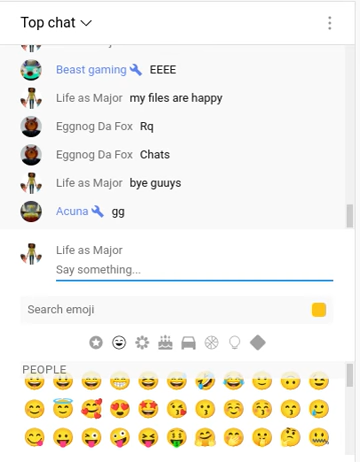 Top chat
Beast gaming EEEE
Life as Major my files are happy
Eggnog Da Fox Rq
Eggnog Da Fox Chats
Life as Major bye guuys
Acuna gg
Life as Major
Say something...
Search emoji
PEOPLE